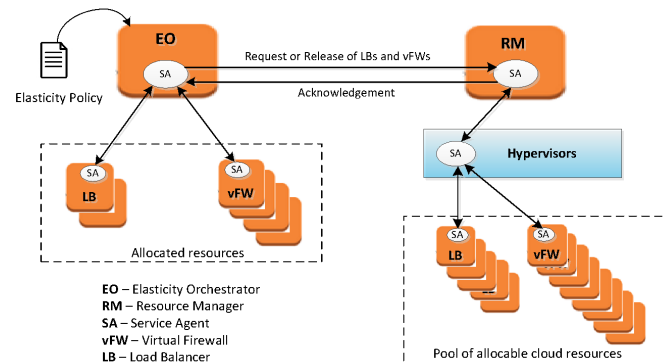 EO
RM
SA
SA
Request or Release of LBs and vFWs
Acknowledgement
Elasticity Policy
SA
Hypervisors
SA
LB
SA
vFW
Allocated resources
SA
LB
SA
vFW
Pool of allocable cloud resources
EO – Elasticity Orchestrator
RM – Resource Manager
SA – Service Agent
vFW – Virtual Firewall
LB – Load Balancer